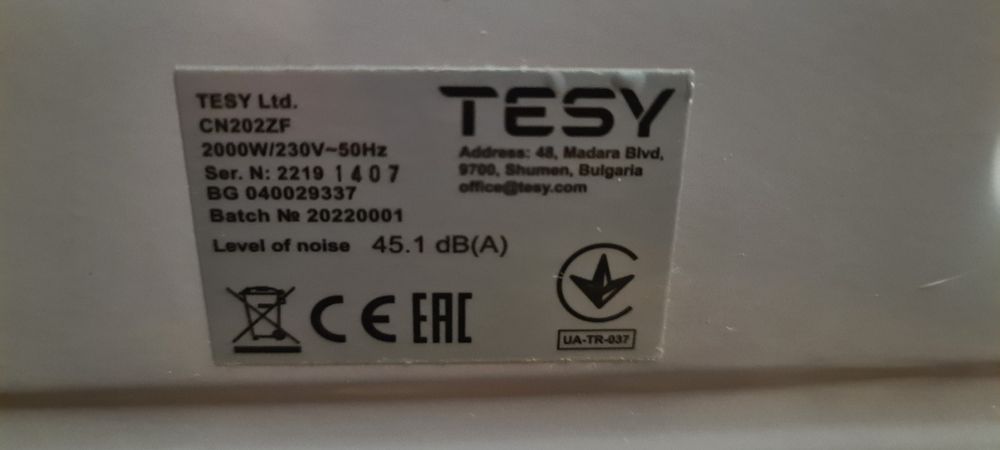 TESY Ltd.
CN202ZF
2000W/230V~50Hz
Ser. N: 2219 1407
BG 040029337
Batch № 20220001
Level of noise 45.1 dB(A)
CE EAC
TESY
Address: 48, Madara Blvd,
9700, Shumen, Bulgaria
office@tesy.com
UA-TR-037